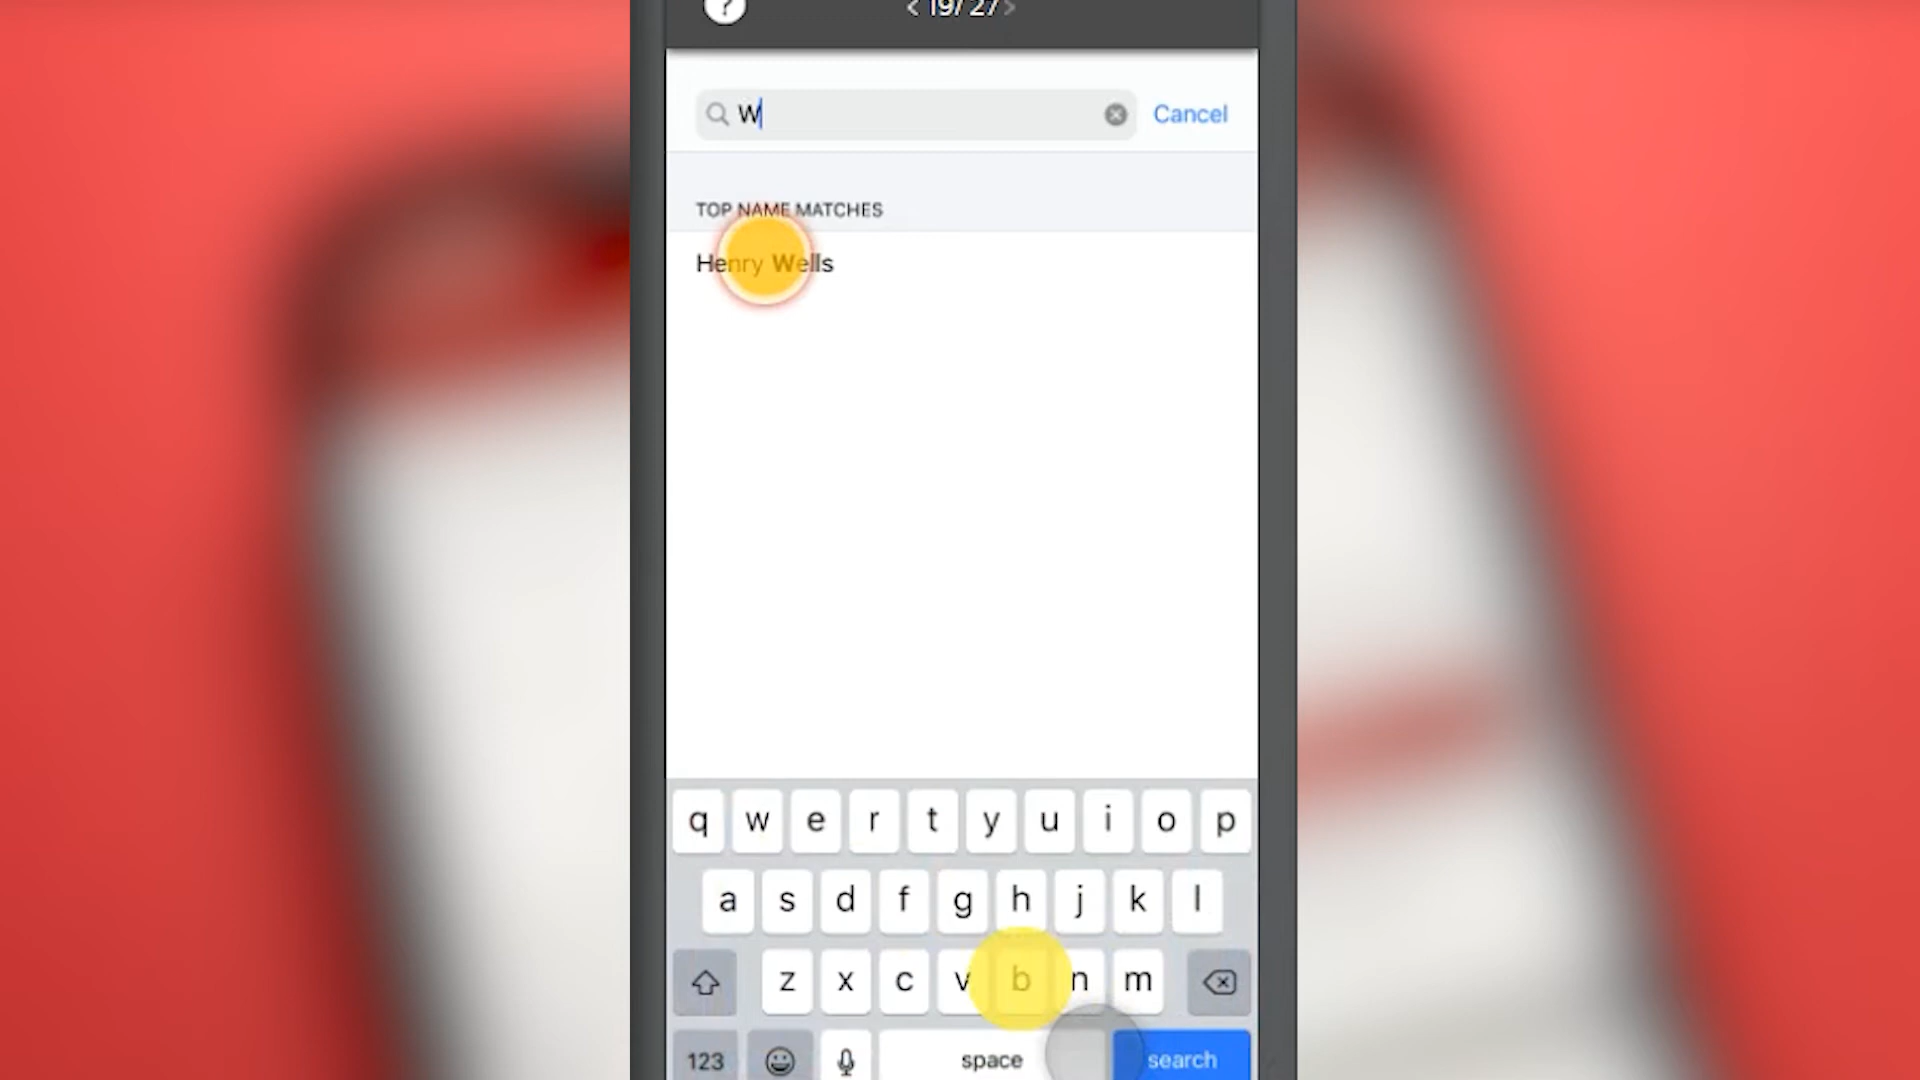 ?
< 19/ 27 >
W
Cancel
TOP NAME MATCHES
Henry Wells
q w e r t y u i o p
a s d f g h j k l
z x c v b n m
123 space search